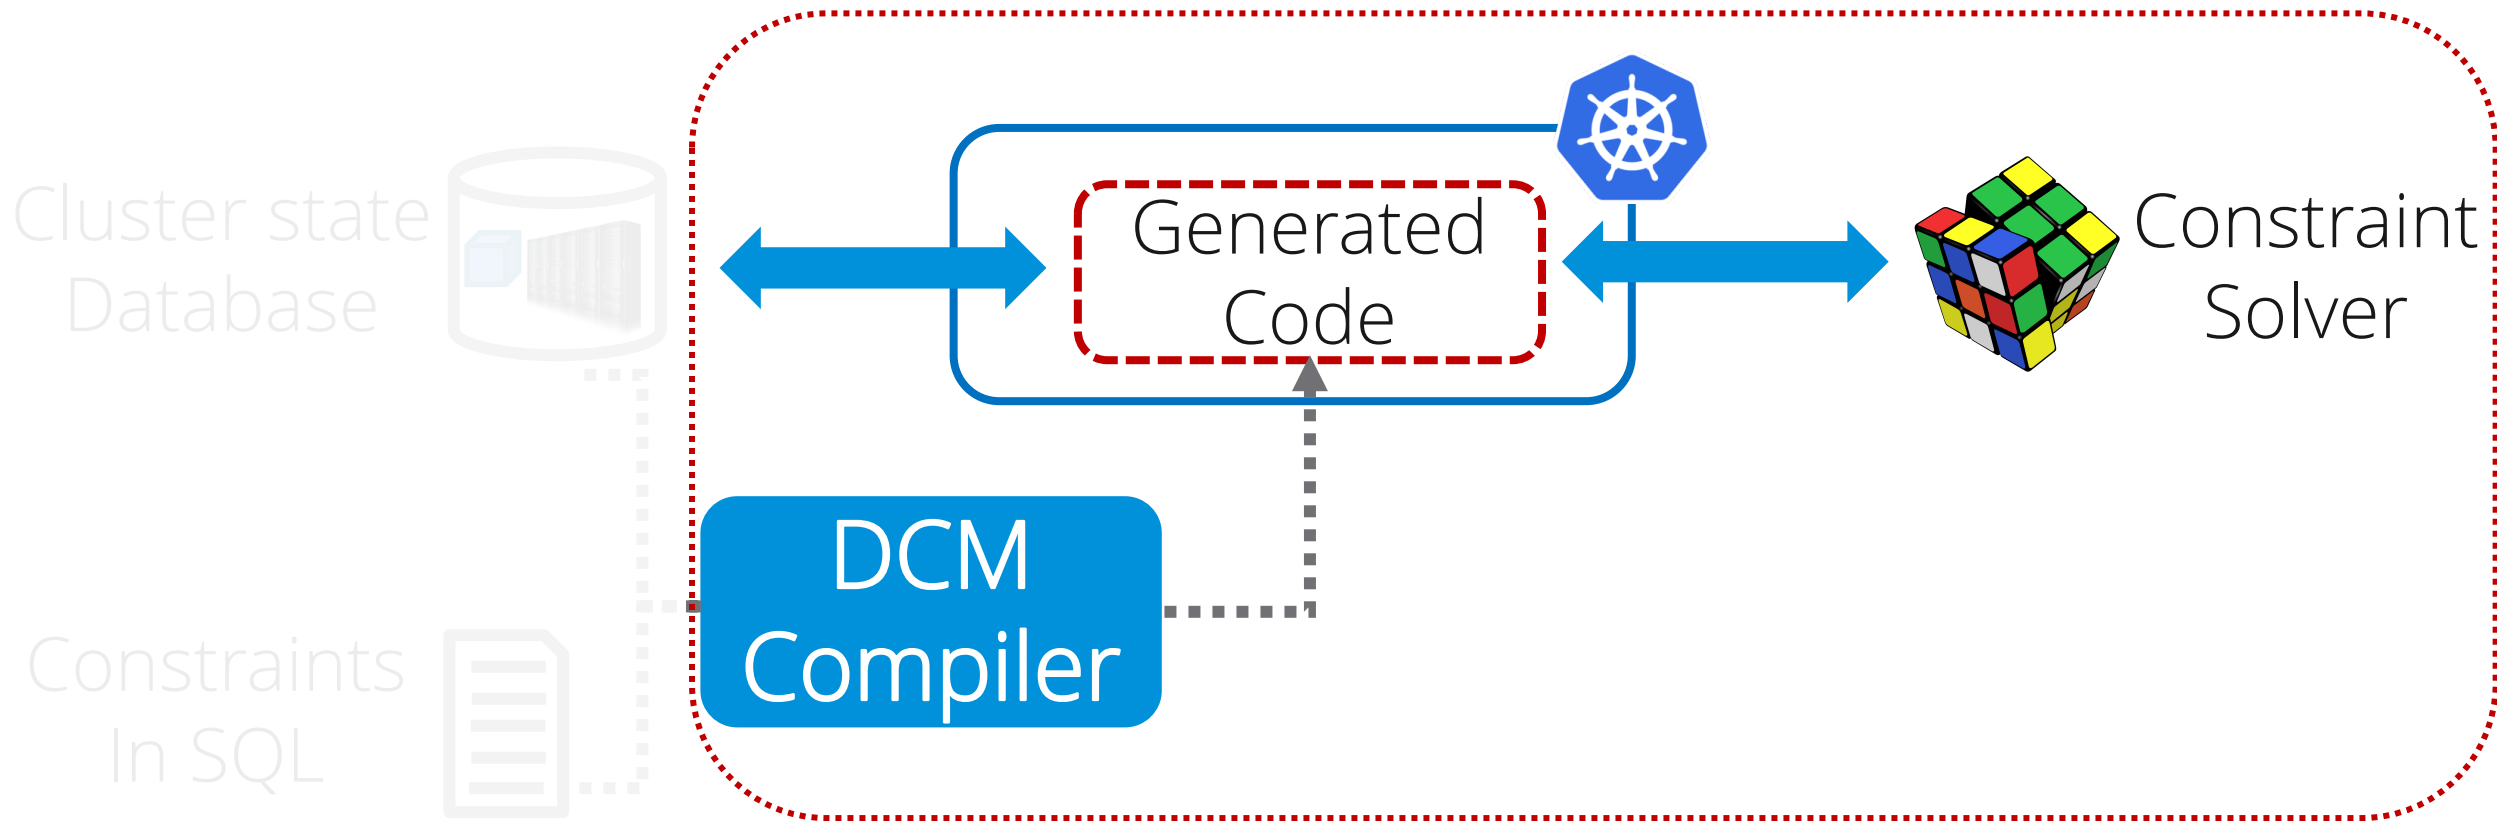 Cluster state
Database
Generated
Code
Constraint
Solver
DCM
Compiler
Constraints
In SQL